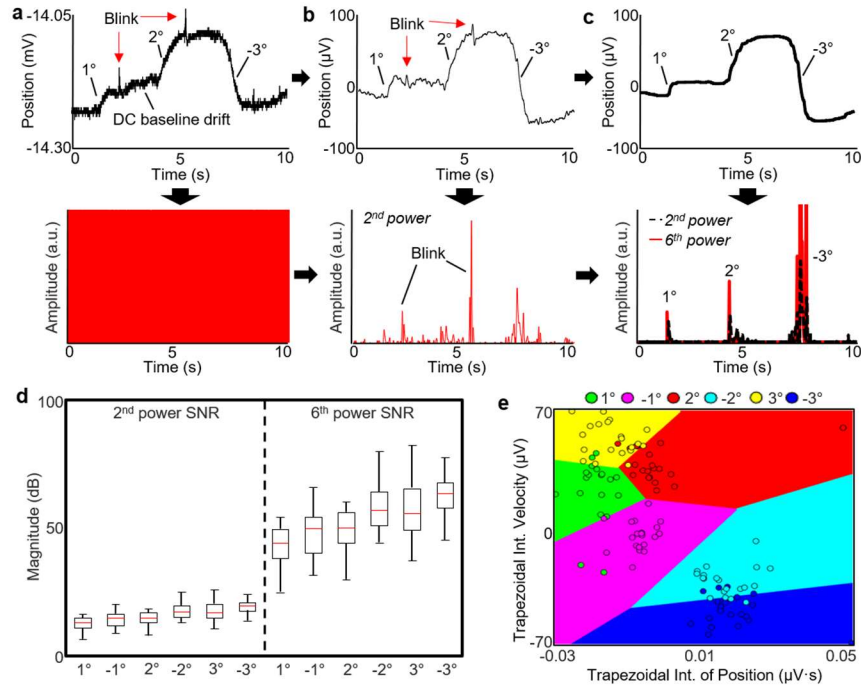 a
b
c
-14.05
Blink
2°
1°
-3°
DC baseline drift
-14.30
Position (mV)
0
5
10
Time (s)
100
Blink
2°
1°
-3°
0
-100
Position (µV)
0
5
10
Time (s)
100
2°
1°
-3°
0
-100
Position (µV)
0
5
10
Time (s)
Amplitude (a.u.)
0
5
10
Time (s)
Amplitude (a.u.)
2nd power
Blink
0
5
10
Time (s)
Amplitude (a.u.)
2nd power
6th power
-3°
2°
1°
0
5
10
Time (s)
d
100
2nd power SNR
6th power SNR
50
0
Magnitude (dB)
1° -1° 2° -2° 3° -3° 1° -1° 2° -2° 3° -3°
e
1° -1° 2° -2° 3° -3°
70
0
-70
Trapezoidal Int. Velocity (µV)
-0.03
0.01
0.05
Trapezoidal Int. of Position (µV·s)